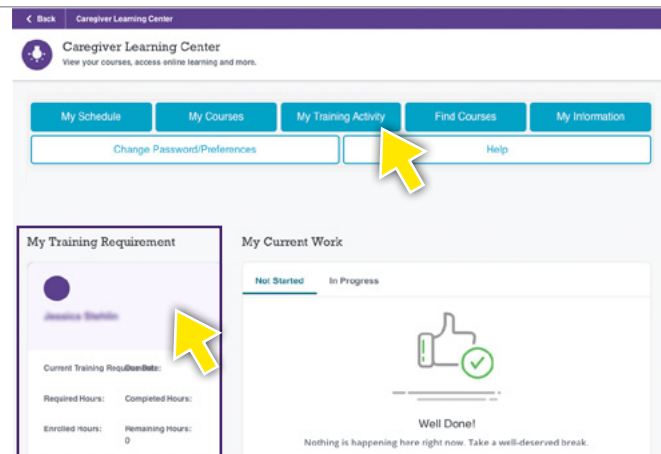 Back Caregiver Learning Center
Caregiver Learning Center
View your courses, access online learning and more.
My Schedule My Courses My Training Activity Find Courses My Information
Change Password/Preferences Help
My Training Requirement My Current Work
Not Started In Progress
Current Training Date:
Required Hours: Completed Hours:
Well Done!
Enrolled Hours: Remaining Hours:
0 Nothing is happening here right now. Take a well-deserved break.